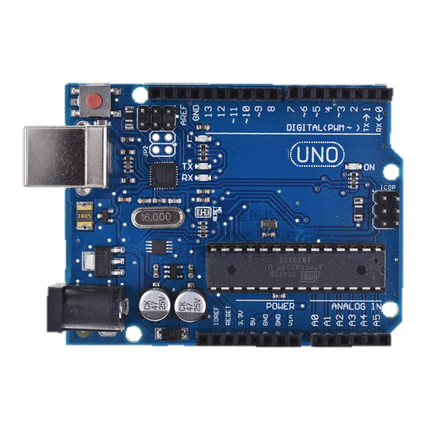 AREF
GND
13
12
~11
~10
~9
8
7
~6
~5
4
~3
2
TX→1
RX←0
DIGITAL(PWM~)
L
TX
RX
UNO
ON
ICSP
16.000
CK
47
25V
CK
47
25V
POWER
ANALOG IN
IOREF
RESET
3.3V
5V
GND
GND
Vin
A0
A1
A2
A3
A4
A5